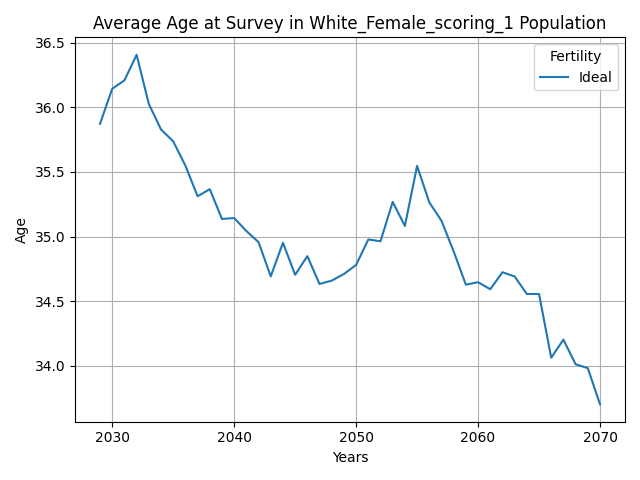 Average Age at Survey in White_Female_scoring_1 Population
Fertility
Ideal
36.5
36.0
35.5
35.0
34.5
34.0
Age
2030 2040 2050 2060 2070
Years